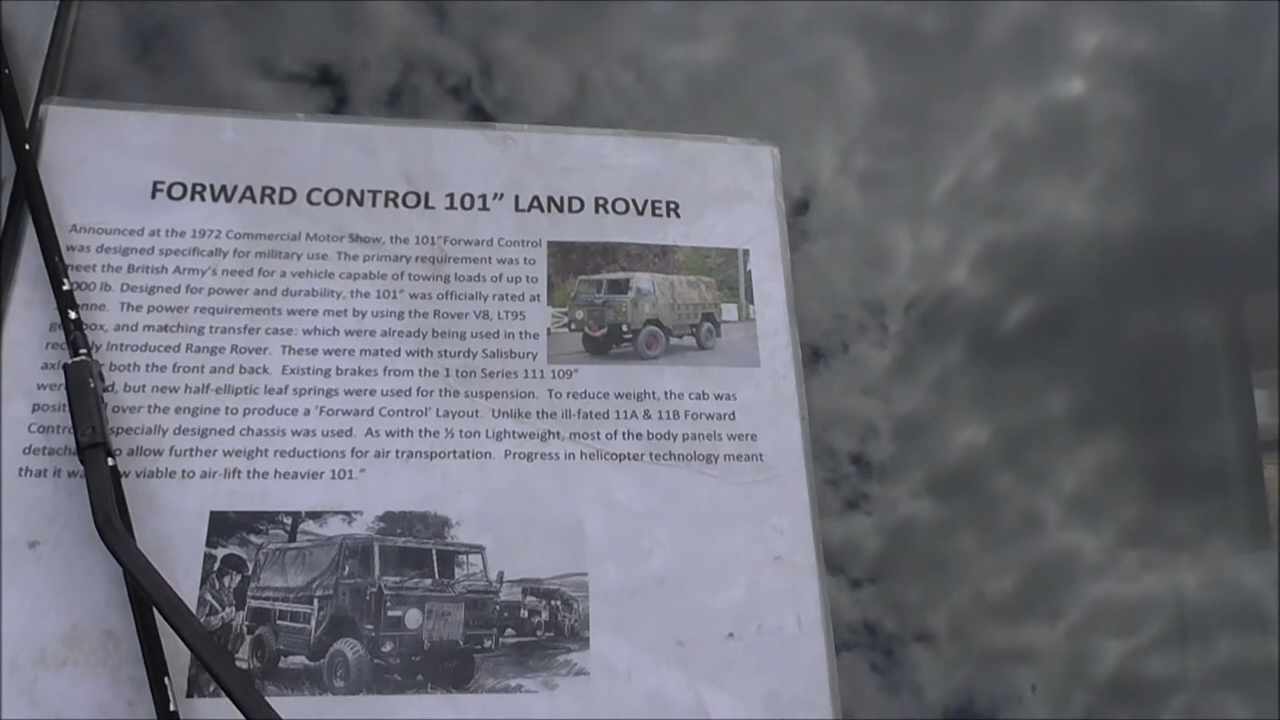 FORWARD CONTROL 101” LAND ROVER
Announced at the 1972 Commercial Motor Show, the 101”Forward Control
was designed specifically for military use. The primary requirement was to
meet the British Army’s need for a vehicle capable of towing loads of up to
000 lb. Designed for power and durability, the 101” was officially rated at
The power requirements were met by using the Rover V8, LT95
and matching transfer case: which were already being used in the
Introduced Range Rover. These were mated with sturdy Salisbury
both the front and back. Existing brakes from the 1 ton Series 111 109”
but new half-elliptic leaf springs were used for the suspension. To reduce weight, the cab was
over the engine to produce a ‘Forward Control’ Layout. Unlike the ill-fated 11A & 11B Forward
specially designed chassis was used. As with the ½ ton Lightweight, most of the body panels were
to allow further weight reductions for air transportation. Progress in helicopter technology meant
that it viable to air-lift the heavier 101.”